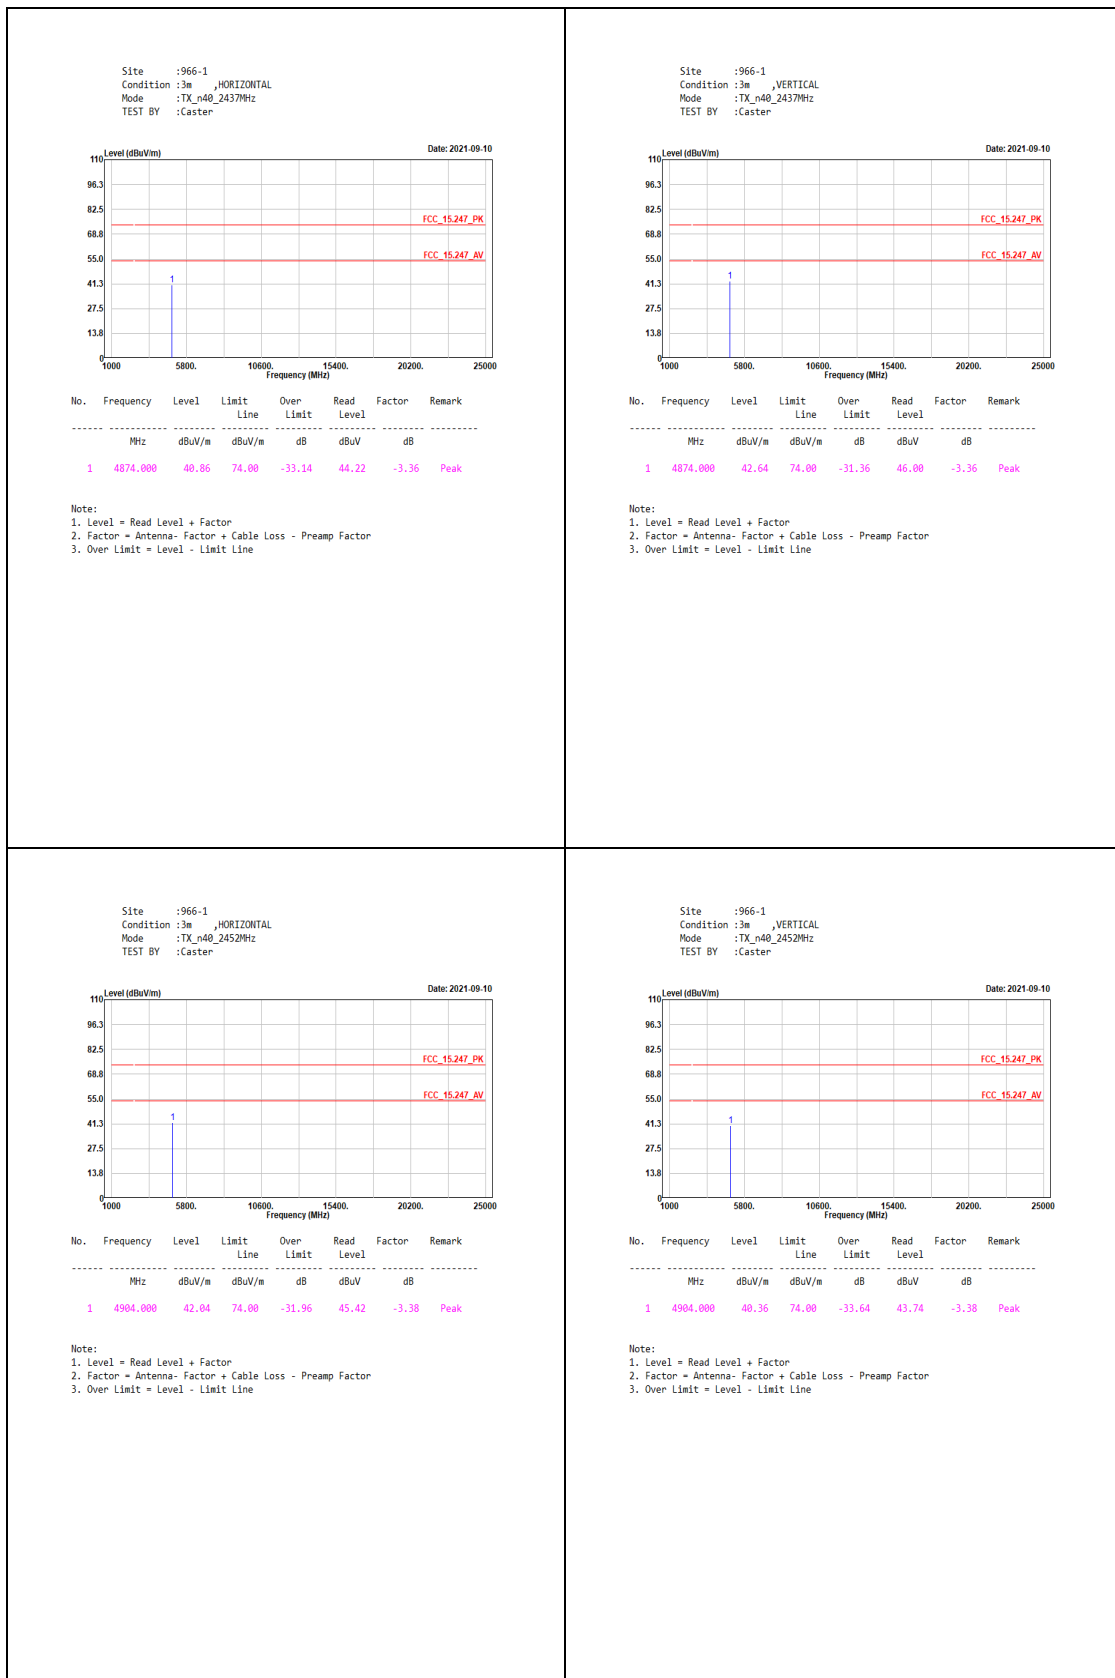 Site :966-1
Condition :3m ,HORIZONTAL
Mode :TX_n40_2437MHz
TEST BY :Caster
Level (dBuV/m) Date: 2021-09-10
110
96.3
82.5
FCC_15.247_PK
68.8
55.0 FCC_15.247_AV
41.3 1
27.5
13.8
0
1000 5800. 10600. 15400. 20200. 25000
Frequency (MHz)
No. Frequency Level Limit Over Read Factor Remark
Line Limit Level
------ ----------- -------- -------- -------- -------- -------- ---------
MHz dBuV/m dBuV/m dB dBuV dB
1 4874.000 40.86 74.00 -33.14 44.22 -3.36 Peak
Note:
1. Level = Read Level + Factor
2. Factor = Antenna- Factor + Cable Loss - Preamp Factor
3. Over Limit = Level - Limit Line
Site :966-1
Condition :3m ,VERTICAL
Mode :TX_n40_2437MHz
TEST BY :Caster
Level (dBuV/m) Date: 2021-09-10
110
96.3
82.5
FCC_15.247_PK
68.8
55.0 FCC_15.247_AV
41.3 1
27.5
13.8
0
1000 5800. 10600. 15400. 20200. 25000
Frequency (MHz)
No. Frequency Level Limit Over Read Factor Remark
Line Limit Level
------ ----------- -------- -------- -------- -------- -------- ---------
MHz dBuV/m dBuV/m dB dBuV dB
1 4874.000 42.64 74.00 -31.36 46.00 -3.36 Peak
Note:
1. Level = Read Level + Factor
2. Factor = Antenna- Factor + Cable Loss - Preamp Factor
3. Over Limit = Level - Limit Line
Site :966-1
Condition :3m ,HORIZONTAL
Mode :TX_n40_2452MHz
TEST BY :Caster
Level (dBuV/m) Date: 2021-09-10
110
96.3
82.5
FCC_15.247_PK
68.8
55.0 FCC_15.247_AV
41.3 1
27.5
13.8
0
1000 5800. 10600. 15400. 20200. 25000
Frequency (MHz)
No. Frequency Level Limit Over Read Factor Remark
Line Limit Level
------ ----------- -------- -------- -------- -------- -------- ---------
MHz dBuV/m dBuV/m dB dBuV dB
1 4904.000 42.04 74.00 -31.96 45.42 -3.38 Peak
Note:
1. Level = Read Level + Factor
2. Factor = Antenna- Factor + Cable Loss - Preamp Factor
3. Over Limit = Level - Limit Line
Site :966-1
Condition :3m ,VERTICAL
Mode :TX_n40_2452MHz
TEST BY :Caster
Level (dBuV/m) Date: 2021-09-10
110
96.3
82.5
FCC_15.247_PK
68.8
55.0 FCC_15.247_AV
41.3 1
27.5
13.8
0
1000 5800. 10600. 15400. 20200. 25000
Frequency (MHz)
No. Frequency Level Limit Over Read Factor Remark
Line Limit Level
------ ----------- -------- -------- -------- -------- -------- ---------
MHz dBuV/m dBuV/m dB dBuV dB
1 4904.000 40.36 74.00 -33.64 43.74 -3.38 Peak
Note:
1. Level = Read Level + Factor
2. Factor = Antenna- Factor + Cable Loss - Preamp Factor
3. Over Limit = Level - Limit Line